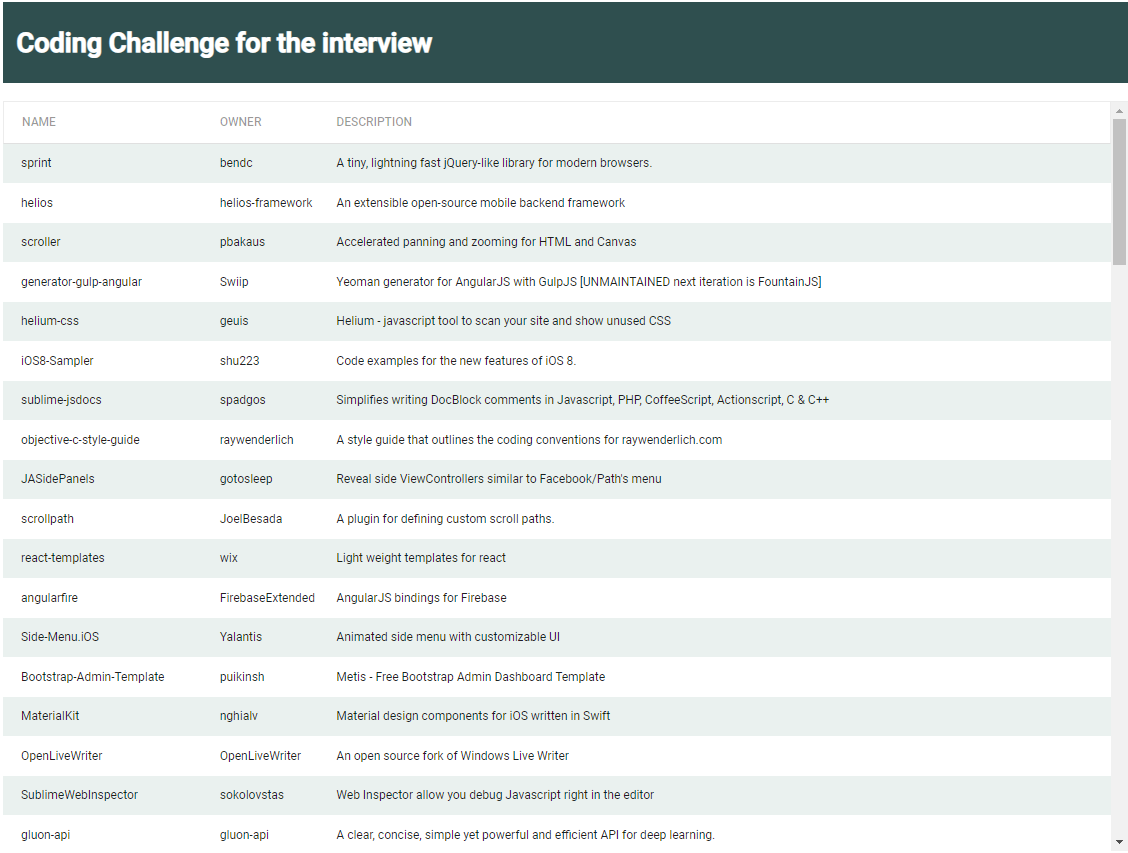 Coding Challenge for the interview
NAME OWNER DESCRIPTION
sprint bendc A tiny, lightning fast jQuery-like library for modern browsers.
helios helios-framework An extensible open-source mobile backend framework
scroller pbakaus Accelerated panning and zooming for HTML and Canvas
generator-gulp-angular Swiip Yeoman generator for AngularJS with GulpJS [UNMAINTAINED next iteration is FountainJS]
helium-css geuis Helium - javascript tool to scan your site and show unused CSS
iOS8-Sampler shu223 Code examples for the new features of iOS 8.
sublime-jsdocs spadgos Simplifies writing DocBlock comments in Javascript, PHP, CoffeeScript, Actionscript, C & C++
objective-c-style-guide raywenderlich A style guide that outlines the coding conventions for raywenderlich.com
JASidePanels gotosleep Reveal side ViewControllers similar to Facebook/Path's menu
scrollpath JoelBesada A plugin for defining custom scroll paths.
react-templates wix Light weight templates for react
angularfire FirebaseExtended AngularJS bindings for Firebase
Side-Menu.iOS Yalantis Animated side menu with customizable UI
Bootstrap-Admin-Template puikinsh Metis - Free Bootstrap Admin Dashboard Template
MaterialKit nghialv Material design components for iOS written in Swift
OpenLiveWriter OpenLiveWriter An open source fork of Windows Live Writer
SublimeWebInspector sokolovstas Web Inspector allow you debug Javascript right in the editor
gluon-api gluon-api A clear, concise, simple yet powerful and efficient API for deep learning.